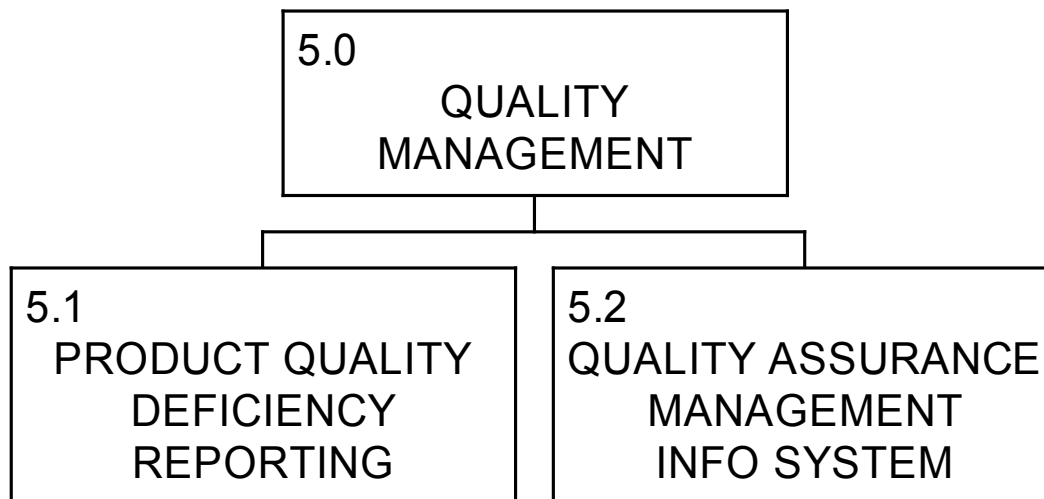 5.0
QUALITY
MANAGEMENT
5.1
PRODUCT QUALITY
DEFICIENCY
REPORTING
5.2
QUALITY ASSURANCE
MANAGEMENT
INFO SYSTEM